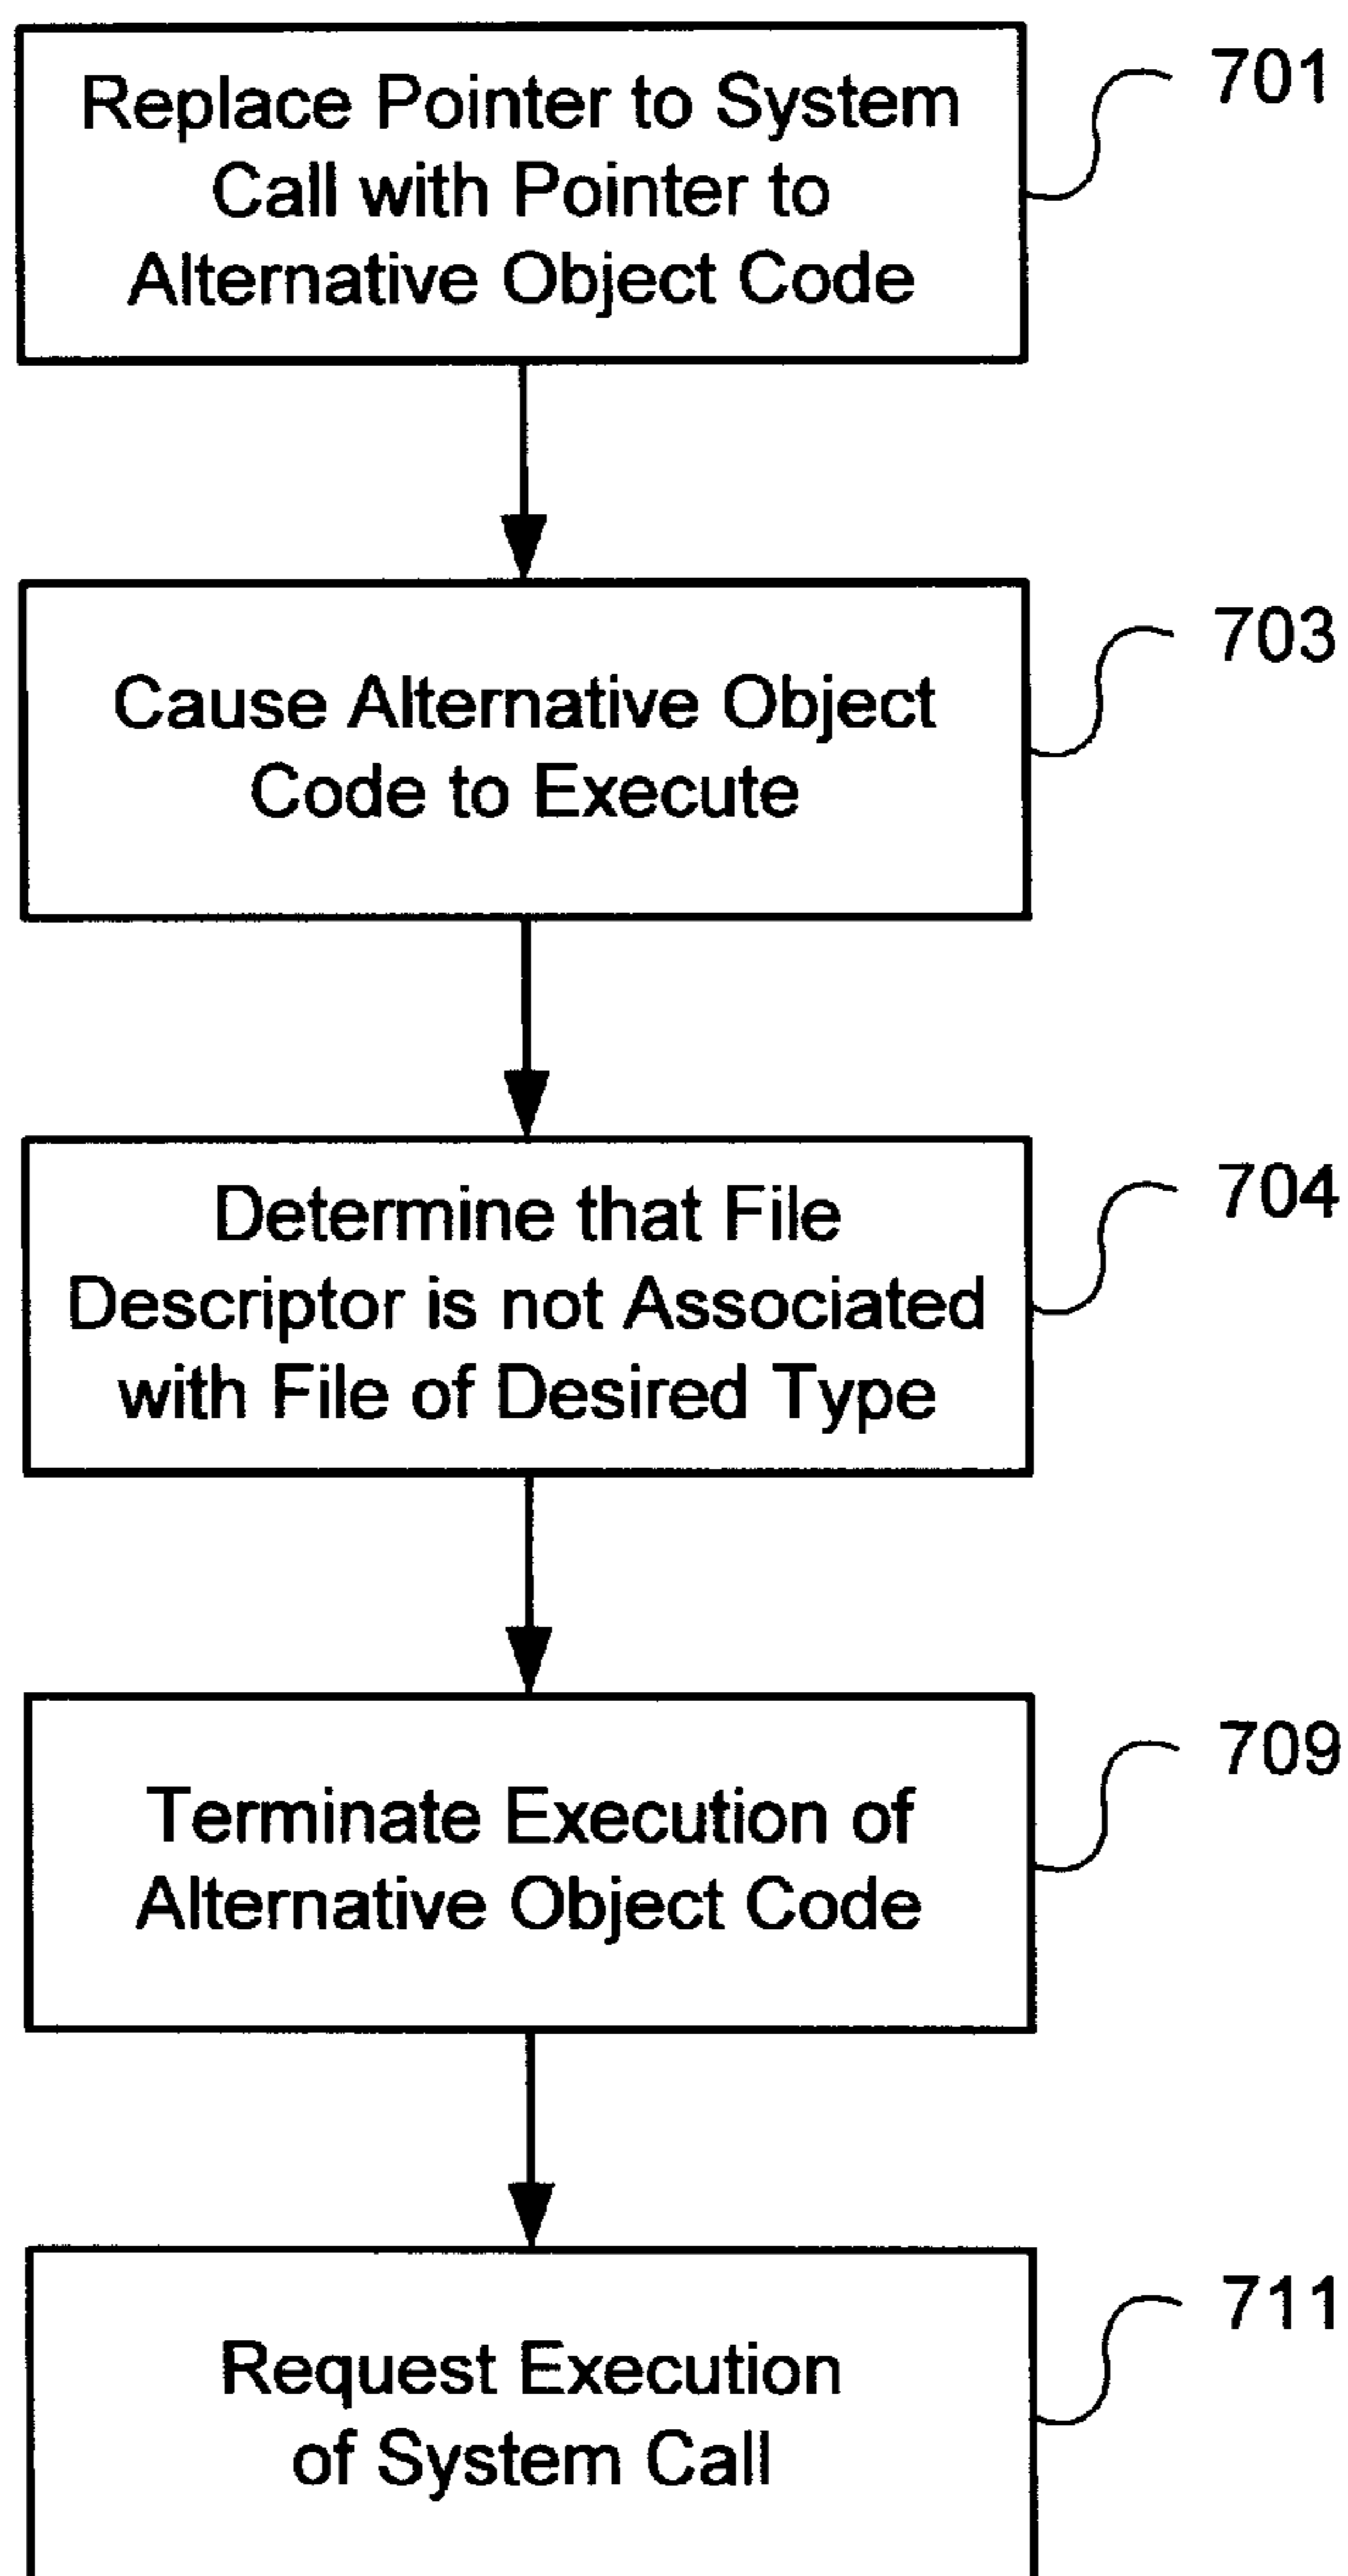 Replace Pointer to System
Call with Pointer to
Alternative Object Code
701
Cause Alternative Object
Code to Execute
703
Determine that File
Descriptor is not Associated
with File of Desired Type
704
Terminate Execution of
Alternative Object Code
709
Request Execution
of System Call
711